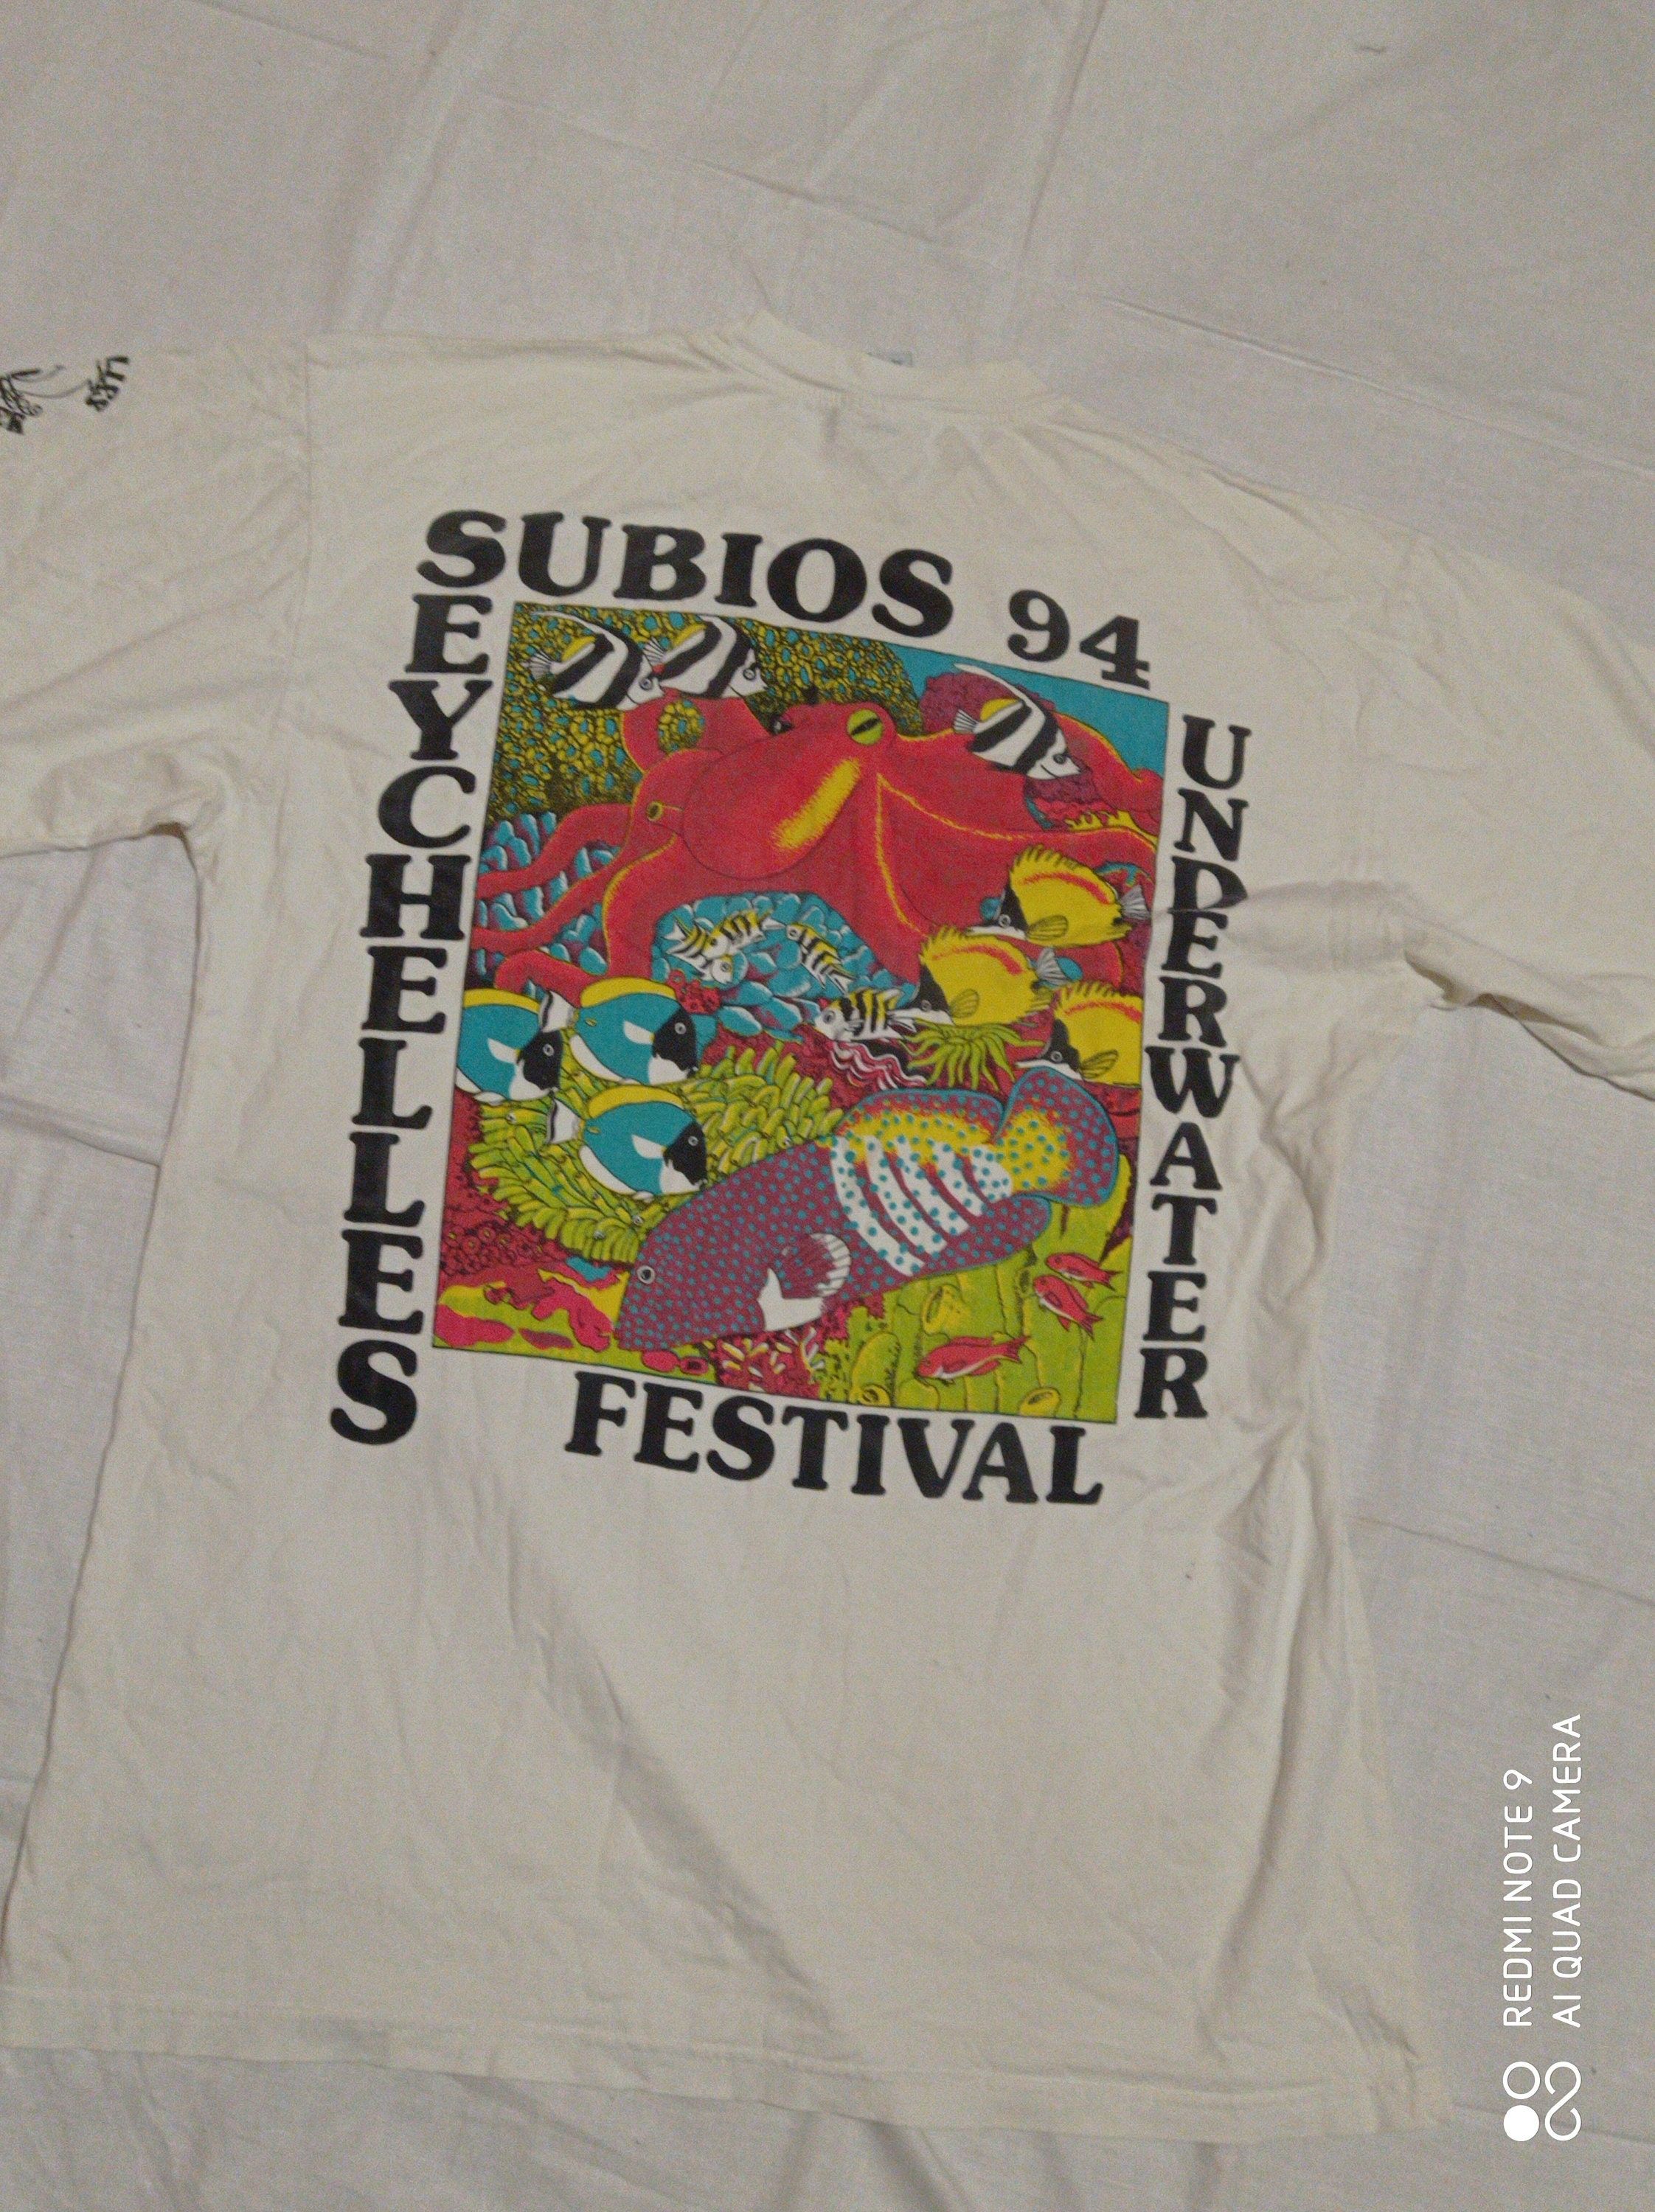 SUBIOS 94
SEYCHELLES
UNDERWATER
FESTIVAL
REDMI NOTE 9
AI QUAD CAMERA